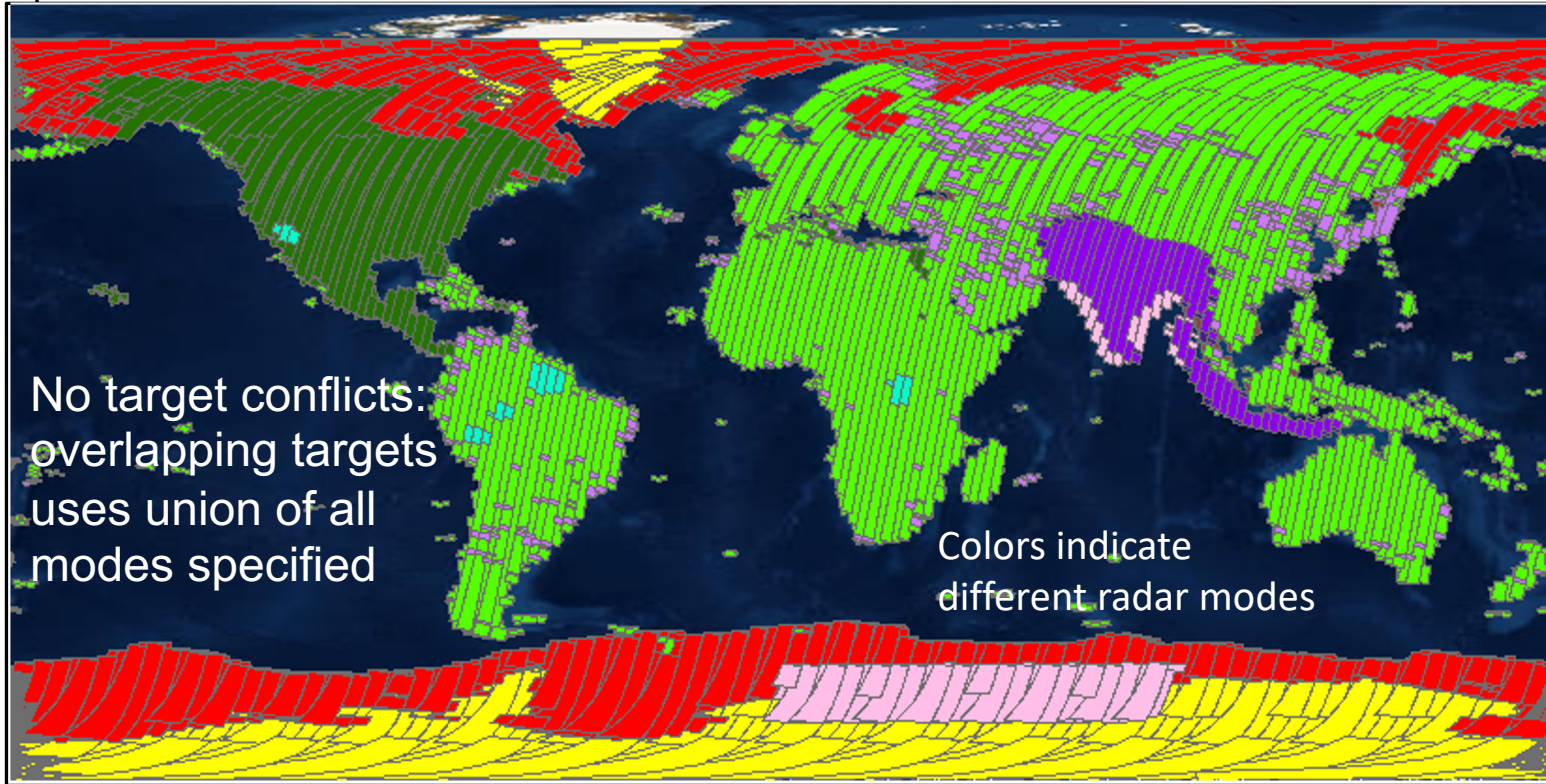 No target conflicts:
overlapping targets
uses union of all
modes specified
Colors indicate
different radar modes